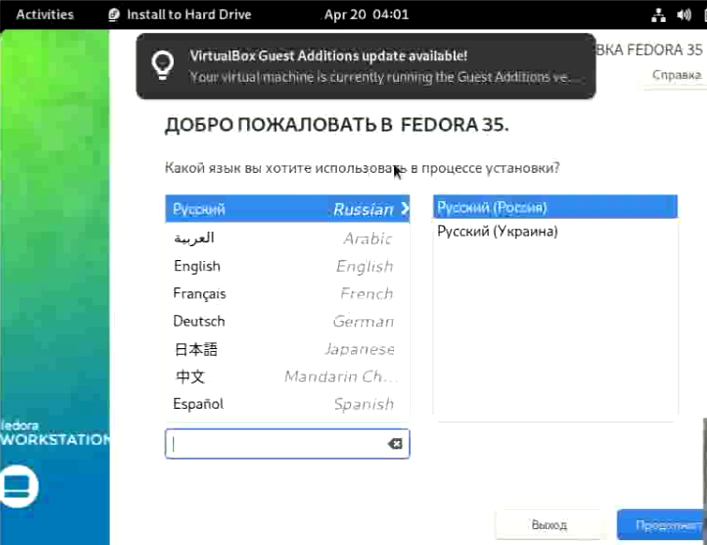 Activities Install to Hard Drive Apr 20 04:01
VirtualBox Guest Additions update available!
Your virtual machine is currently running the Guest Additions ve...
ВКА FEDORA 35
Справка
ДОБРО ПОЖАЛОВАТЬ В FEDORA 35.
Какой язык вы хотите использовать в процессе установки?
Русский Russian
Русский (Россия)
العربية Arabic
Русский (Украина)
English English
Français French
Deutsch German
日本語 Japanese
中文 Mandarin Ch...
Español Spanish
fedora
WORKSTATION
Выход Продолжит